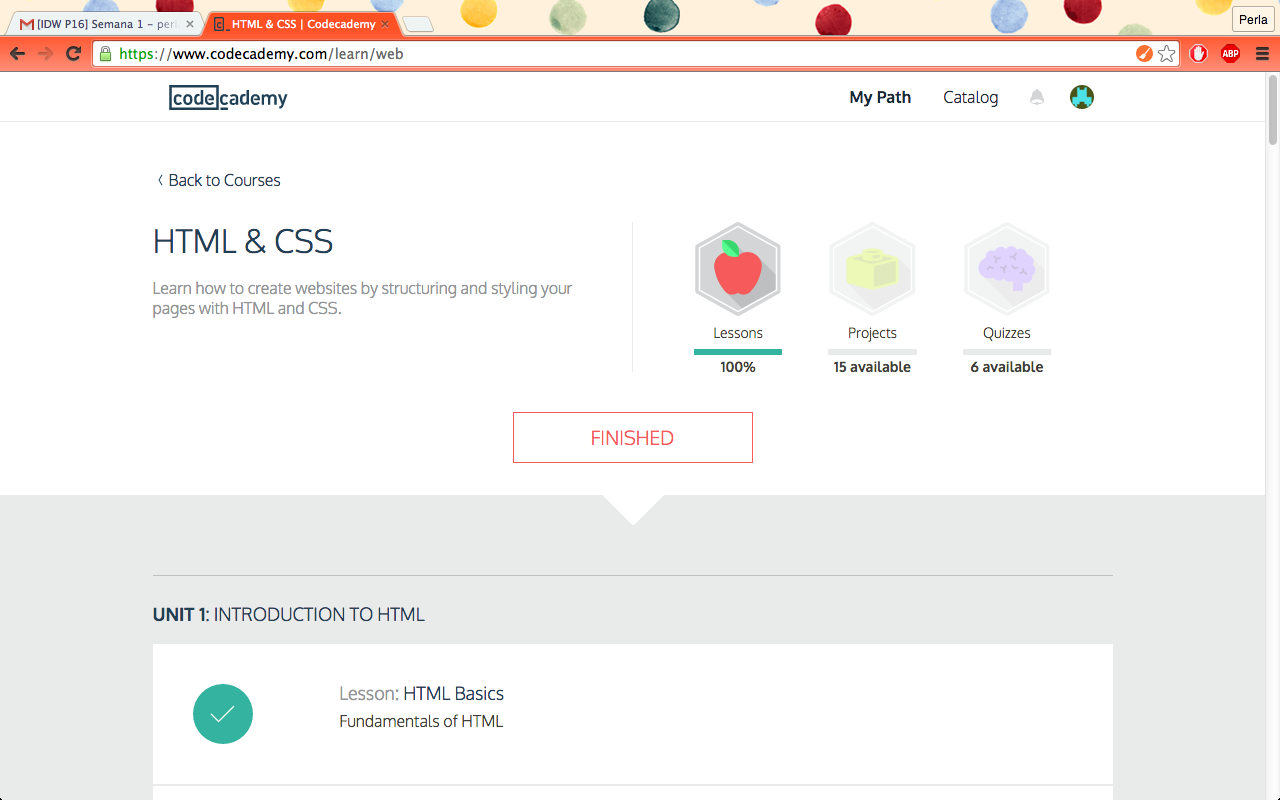 [IDW P16] Semana 1 – per
HTML & CSS | Codecademy
Perla
https://www.codecademy.com/learn/web
ABP
codecademy
My Path
Catalog
Back to Courses
HTML & CSS
Learn how to create websites by structuring and styling your
pages with HTML and CSS.
Lessons
100%
Projects
15 available
Quizzes
6 available
FINISHED
UNIT 1: INTRODUCTION TO HTML
Lesson: HTML Basics
Fundamentals of HTML